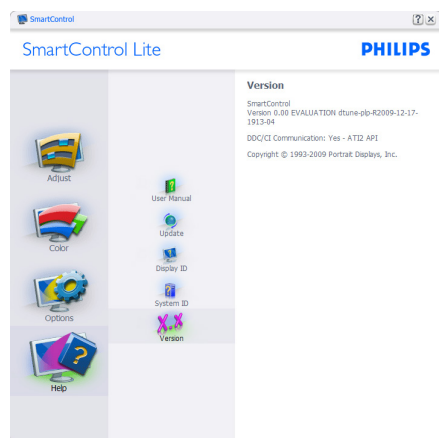 SmartControl
SmartControl Lite
PHILIPS
Adjust
Color
Options
Help
User Manual
Update
Display ID
System ID
X.X
Version
Version
SmartControl
Version 0.00 EVALUATION dtune-plp-R2009-12-17-
1913-04
DDC/CI Communication: Yes - ATI2 API
Copyright © 1993-2009 Portrait Displays, Inc.